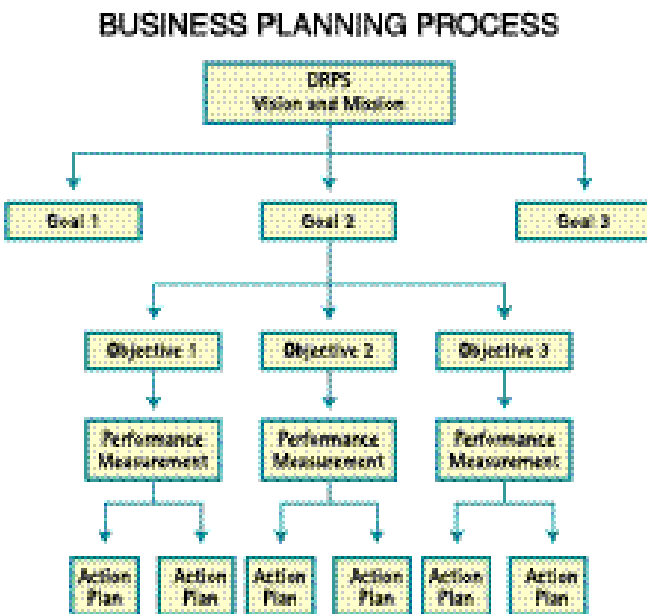 BUSINESS PLANNING PROCESS
DRPS
Vision and Mission
Goal 1
Goal 2
Goal 3
Objective 1
Objective 2
Objective 3
Performance
Measurement
Performance
Measurement
Performance
Measurement
Action
Plan
Action
Plan
Action
Plan
Action
Plan
Action
Plan
Action
Plan